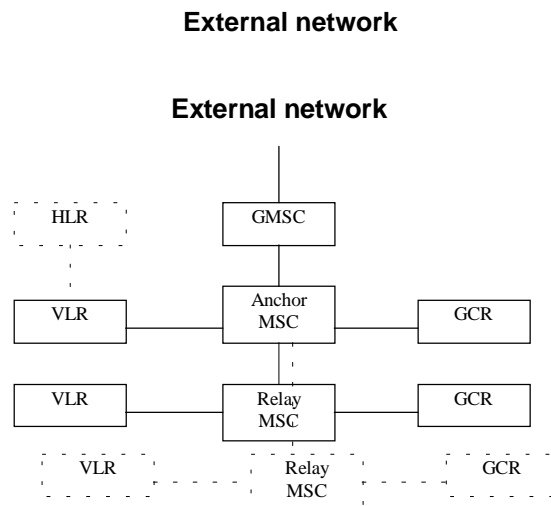 External network
External network
HLR
GMSC
VLR
Anchor
MSC
GCR
VLR
Relay
MSC
GCR
VLR
Relay
MSC
GCR